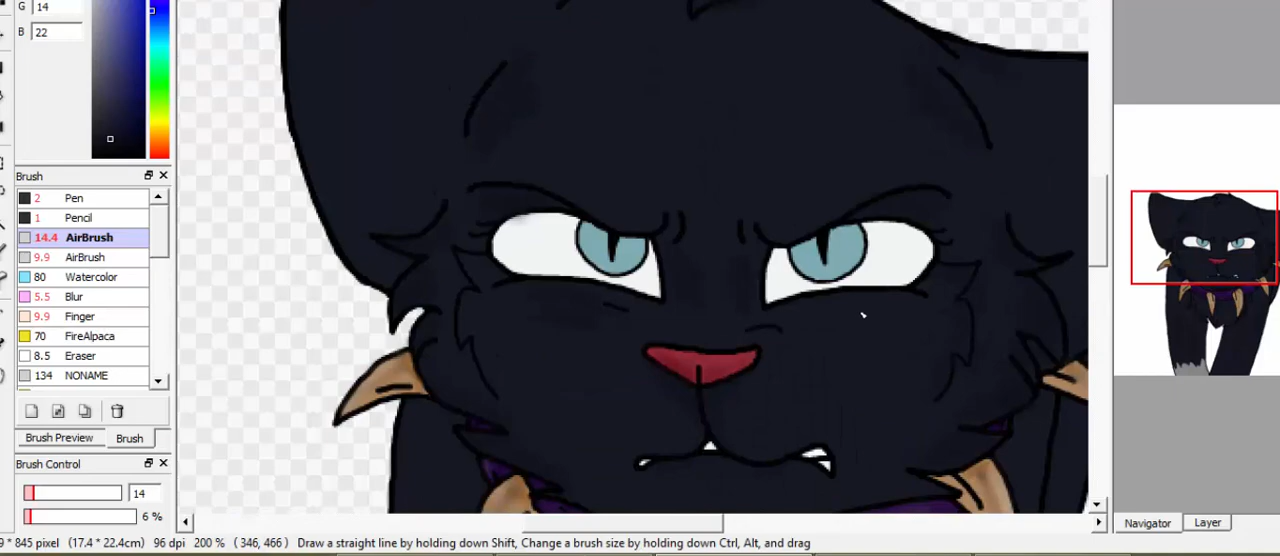 G 14
B 22
Brush
2 Pen
1 Pencil
14.4 AirBrush
9.9 AirBrush
80 Watercolor
5.5 Blur
9.9 Finger
70 FireAlpaca
8.5 Eraser
134 NONAME
Brush Preview Brush
Brush Control
14
6 %
Navigator Layer
9 * 845 pixel (17.4 * 22.4cm) 96 dpi 200 % ( 346, 466 ) Draw a straight line by holding down Shift, Change a brush size by holding down Ctrl, Alt, and drag